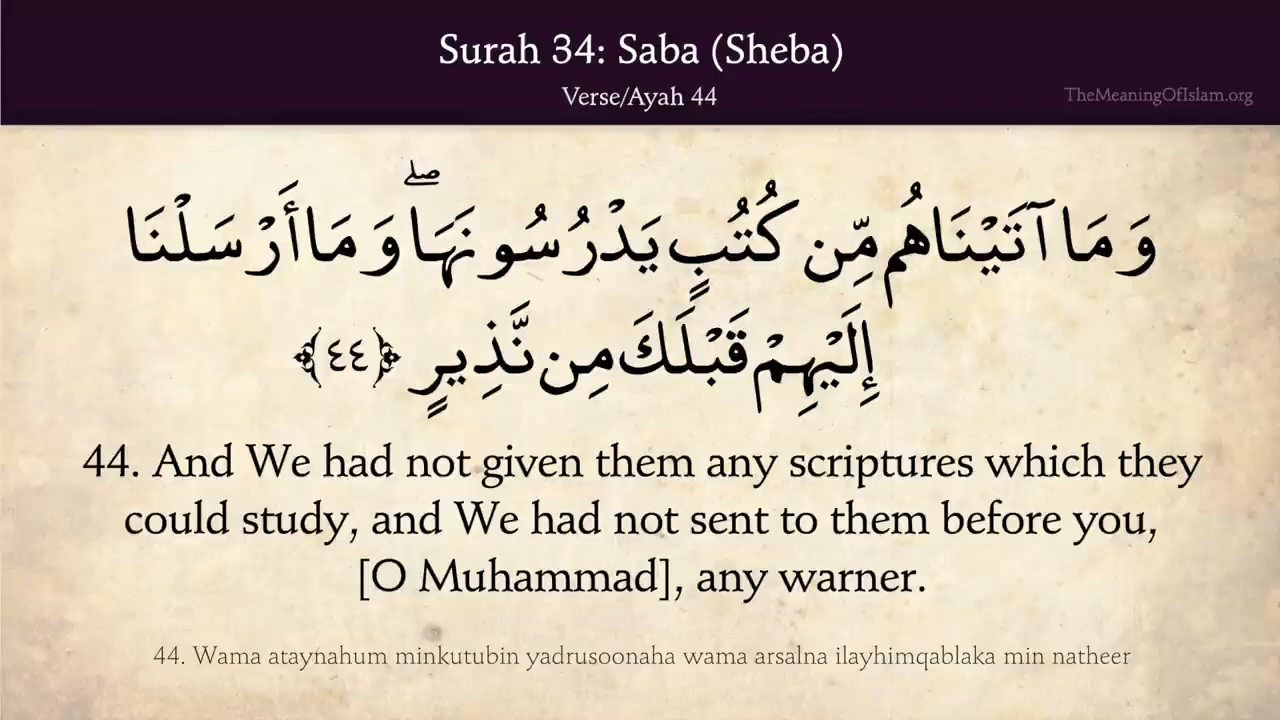 Surah 34: Saba (Sheba)
Verse/Ayah 44
TheMeaningOfIslam.org
وَمَا آتَيْنَاهُم مِّن كُتُبٍ يَدْرُسُونَهَا ۖ وَمَا أَرْسَلْنَا
إِلَيْهِمْ قَبْلَكَ مِن نَّذِيرٍ ﴿٤٤﴾
44. And We had not given them any scriptures which they
could study, and We had not sent to them before you,
[O Muhammad], any warner.
44. Wama ataynahum minkutubin yadrusoonaha wama arsalna ilayhimqablaka min natheer